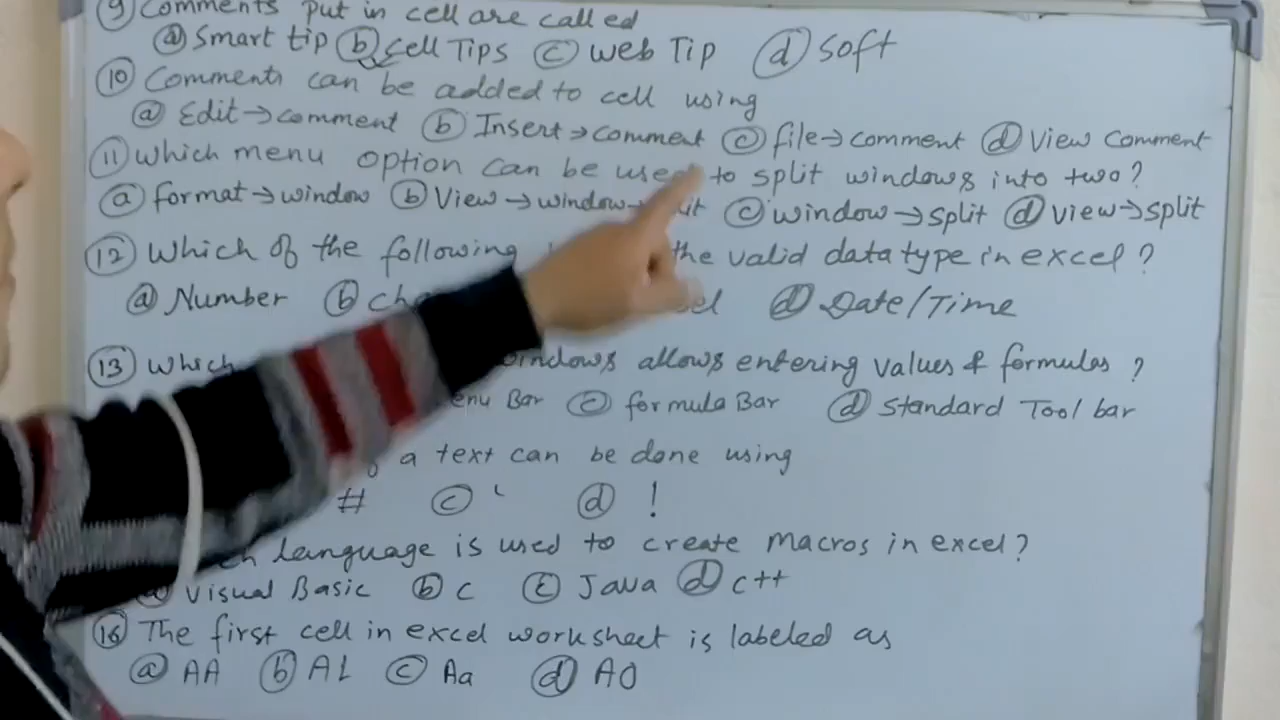 9 Comments put in cell are called
a Smart tip b Cell Tips c Web Tip d Soft
10 Comments can be added to cell using
a Edit→comment b Insert→comment c file→comment d View Comment
11 Which menu option can be used to split windows into two?
a format→window b View→window→ c window→split d view→split
12 Which of the following the valid data type in excel?
a Number b d Date/Time
13 Which windows allows entering values & formulas ?
Bar c formula Bar d Standard Tool bar
a text can be done using
# c ‘ d !
language is used to create macros in excel?
a Visual Basic b C c Java d C++
16 The first cell in excel worksheet is labeled as
a AA b A1 c Aa d A0